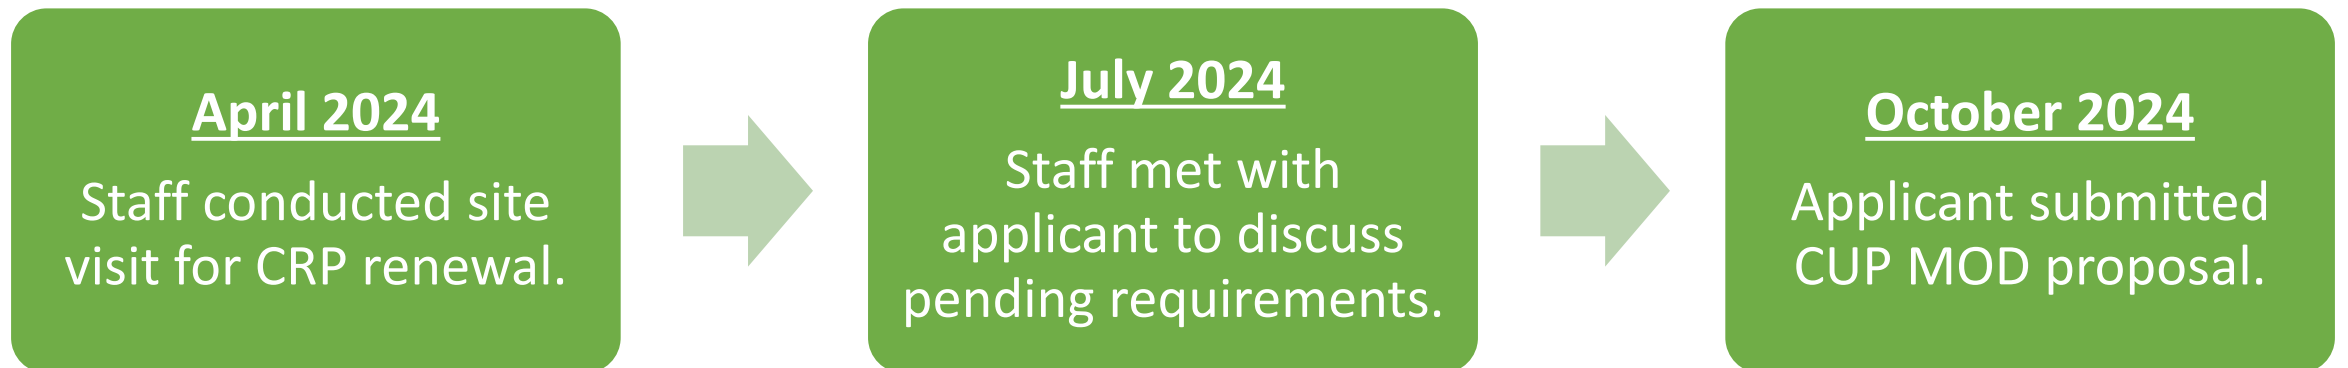 April 2024
Staff conducted site
visit for CRP renewal.
July 2024
Staff met with
applicant to discuss
pending requirements.
October 2024
Applicant submitted
CUP MOD proposal.